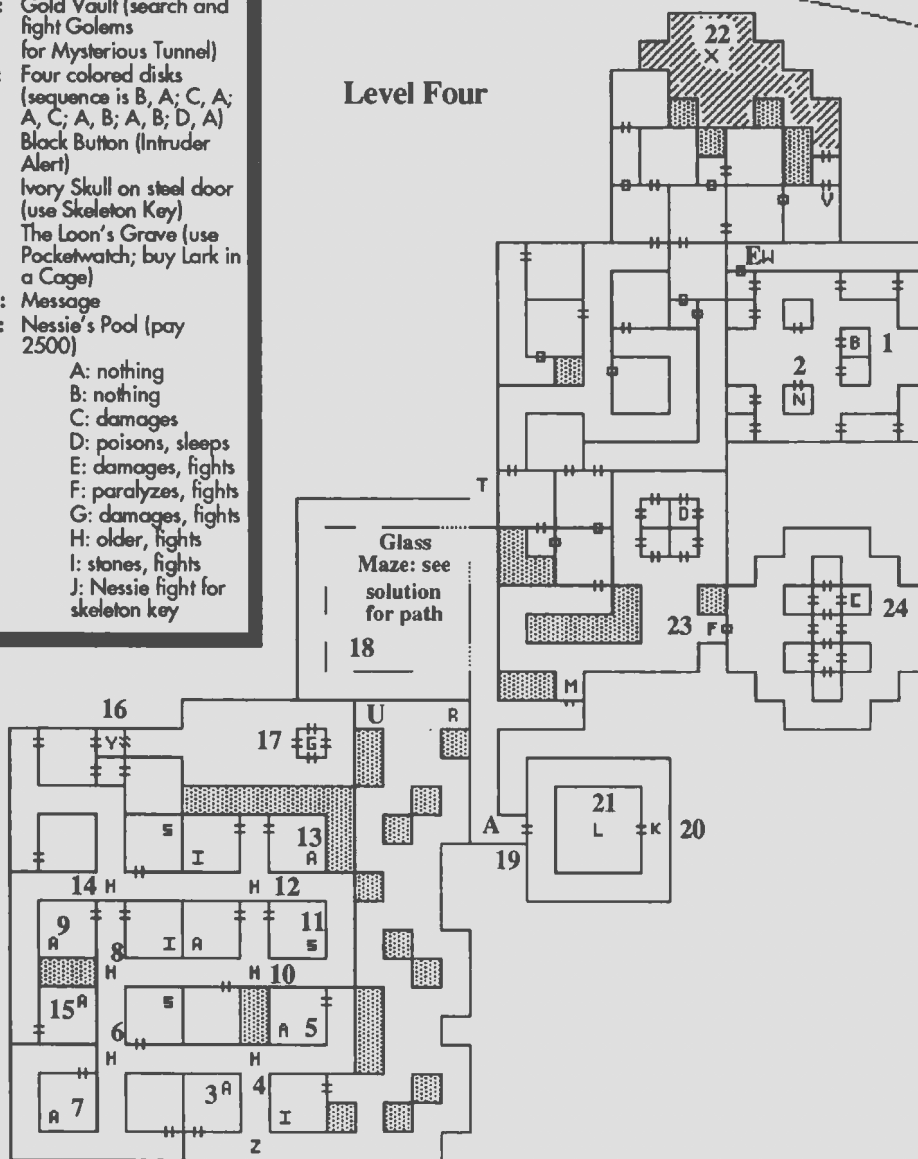 : Gold Vault (search and
fight Golems
for Mysterious Tunnel)
: Four colored disks
(sequence is B, A; C, A;
A, C; A, B; A, B; D, A)
Black Button (Intruder
Alert)
Ivory Skull on steel door
(use Skeleton Key)
The Loon's Grave (use
Pocketwatch; buy Lark in
a Cage)
: Message
: Nessie's Pool (pay
2500)
A: nothing
B: nothing
C: damages
D: poisons, sleeps
E: damages, fights
F: paralyzes, fights
G: damages, fights
H: older, fights
I: stones, fights
J: Nessie fight for
skeleton key
Level Four
22
X
V
E W
B 1
2
N
T
D
Glass
Maze: see
solution
for path
18
C 24
23 F
M
16
Y
17 G
U
R
S
I
13
A
A
19
21
L
K 20
14 H
H 12
9
A
8
I A
11
S
H
H 10
15 A
S
6
A 5
H
H
3 A
4
A 7
I
Z